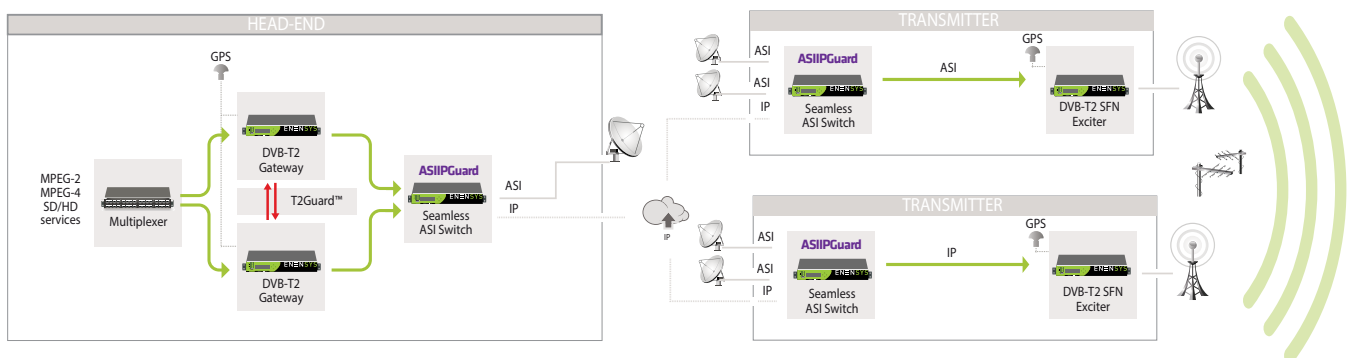 HEAD-END
GPS
MPEG-2
MPEG-4
SD/HD
services
Multiplexer
ENENSYS
DVB-T2
Gateway
T2Guard™
ENENSYS
DVB-T2
Gateway
ASIIPGuard
ENENSYS
Seamless
ASI Switch
ASI
IP
IP
TRANSMITTER
ASI
ASI
IP
ASIIPGuard
ENENSYS
Seamless
ASI Switch
ASI
GPS
ENENSYS
DVB-T2 SFN
Exciter
TRANSMITTER
ASI
ASI
IP
ASIIPGuard
ENENSYS
Seamless
ASI Switch
IP
GPS
ENENSYS
DVB-T2 SFN
Exciter